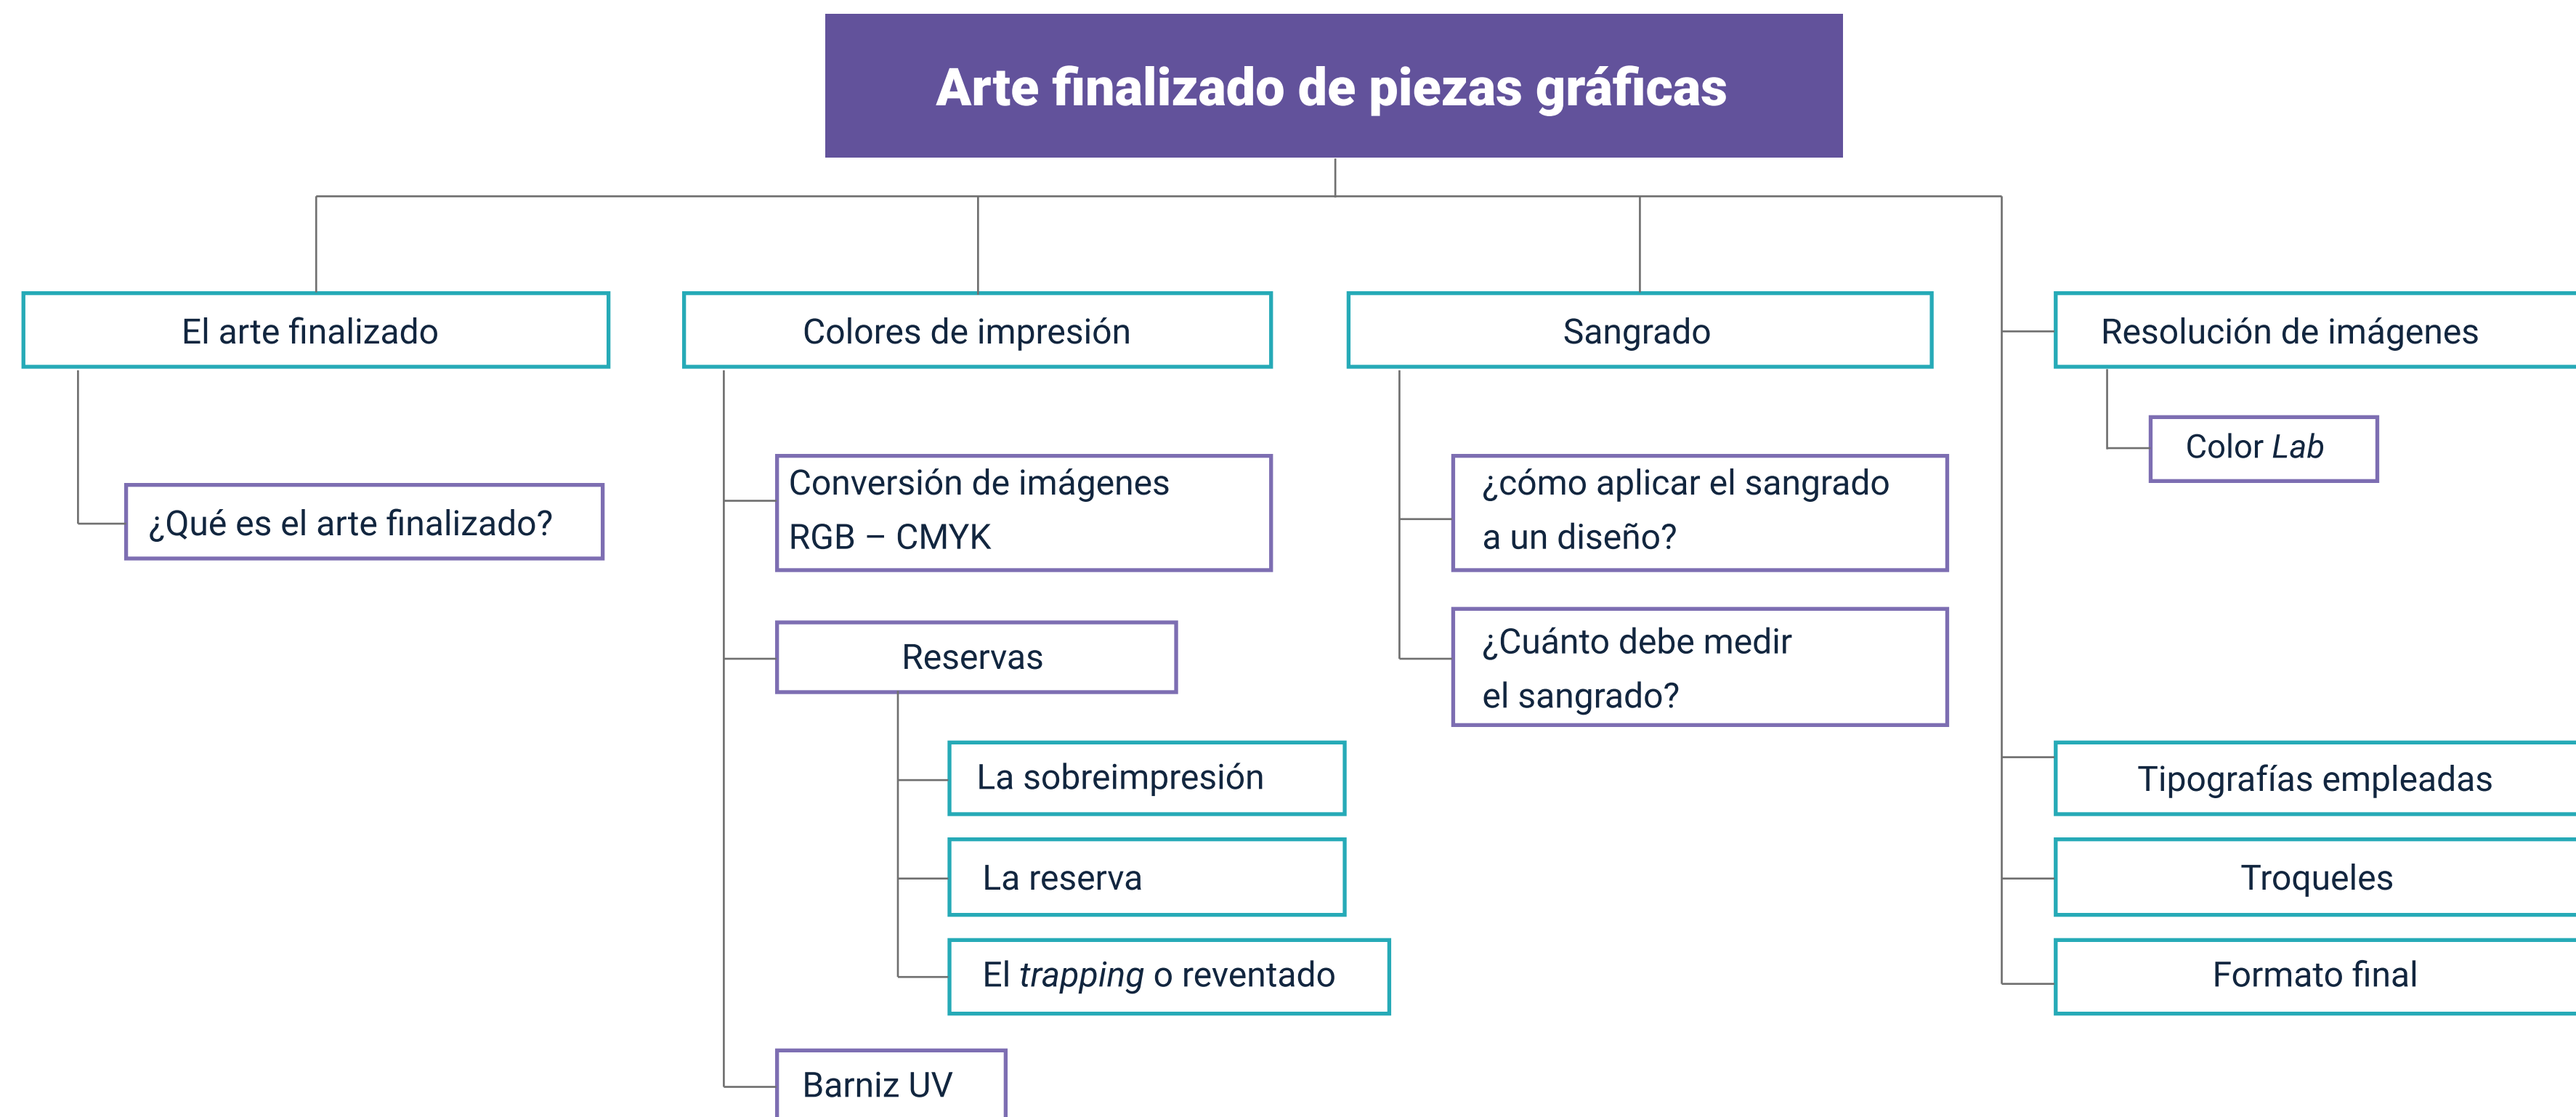 Arte finalizado de piezas gráficas
El arte finalizado
¿Qué es el arte finalizado?
Colores de impresión
Conversión de imágenes
RGB – CMYK
Reservas
La sobreimpresión
La reserva
El trapping o reventado
Barniz UV
Sangrado
¿cómo aplicar el sangrado
a un diseño?
¿Cuánto debe medir
el sangrado?
Resolución de imágenes
Color Lab
Tipografías empleadas
Troqueles
Formato final